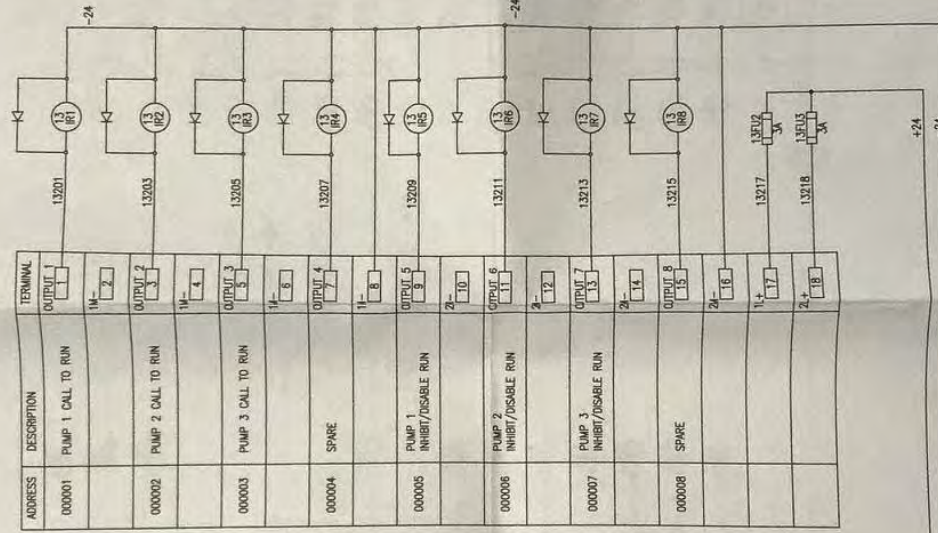 ADDRESS DESCRIPTION TERMINAL
000001 PUMP 1 CALL TO RUN OUTPUT 1
1 13201 13 IR1 -24
1M-
2
000002 PUMP 2 CALL TO RUN OUTPUT 2
3 13203 13 IR2
1M-
4
000003 PUMP 3 CALL TO RUN OUTPUT 3
5 13205 13 IR3
1M-
6
000004 SPARE OUTPUT 4
7 13207 13 IR4
1M-
8
000005 PUMP 1
INHIBIT/DISABLE RUN OUTPUT 5
9 13209 13 IR5
2M-
10
000006 PUMP 2
INHIBIT/DISABLE RUN OUTPUT 6
11 13211 13 IR6 -24
2M-
12
000007 PUMP 3
INHIBIT/DISABLE RUN OUTPUT 7
13 13213 13 IR7
2M-
14
000008 SPARE OUTPUT 8
15 13215 13 IR8
2M-
16
1L+
17 13217 13FU2
3A
2L+
18 13218 13FU3
3A
+24
-24